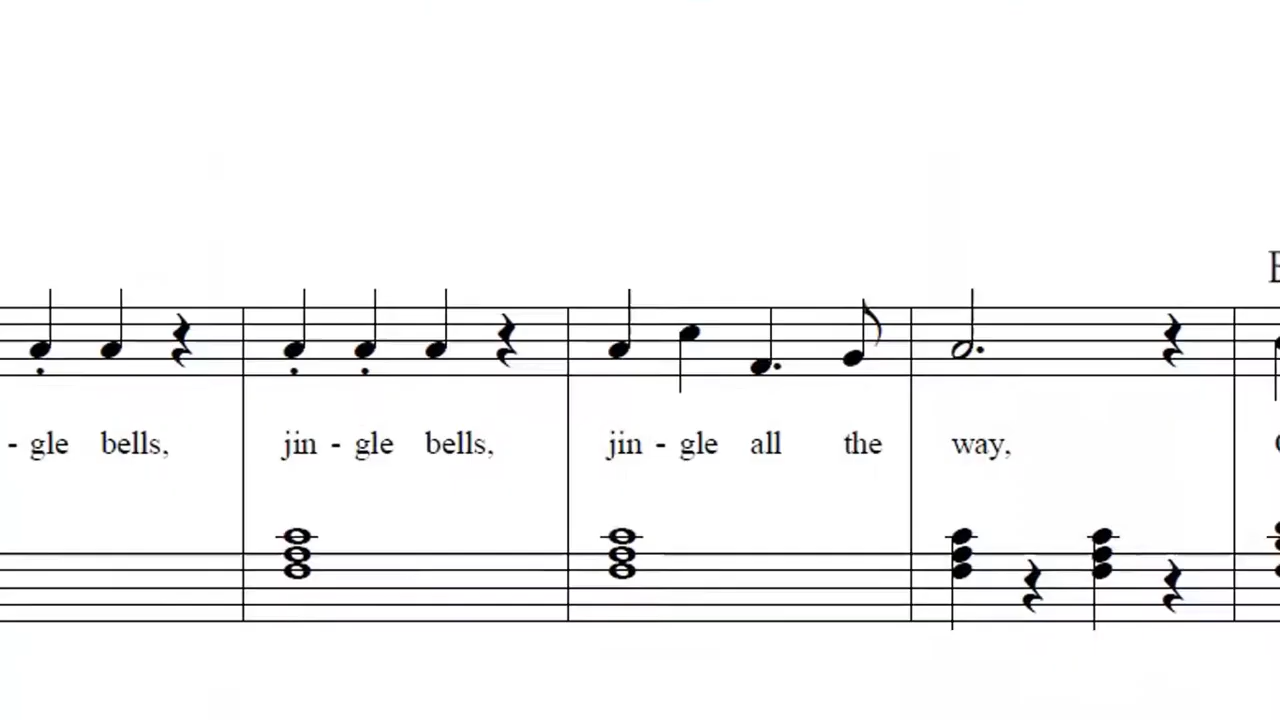 - gle bells, jin - gle bells, jin - gle all the way,